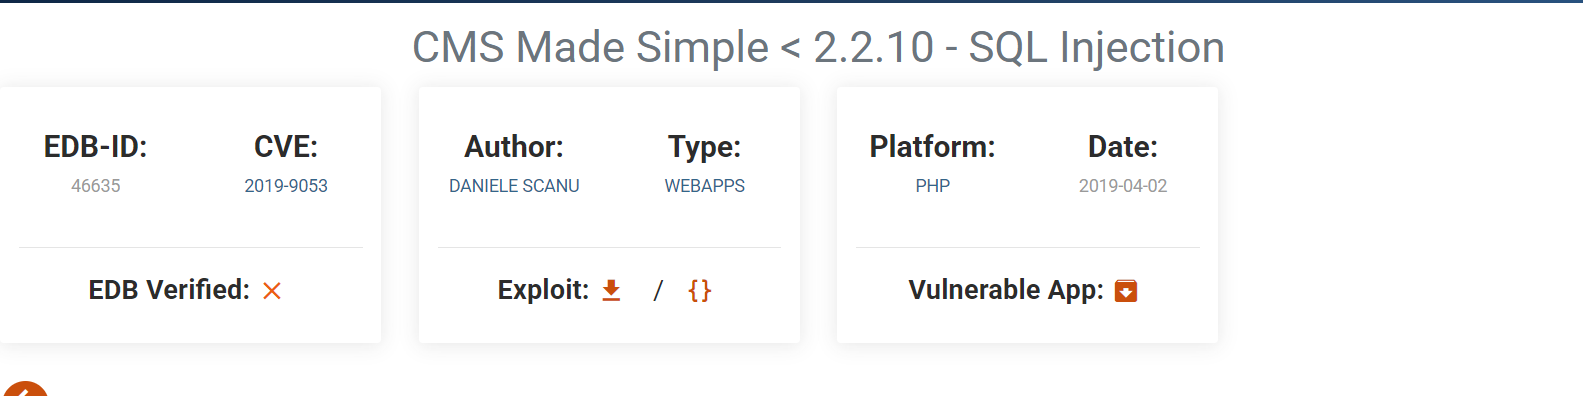 CMS Made Simple < 2.2.10 - SQL Injection
EDB-ID: CVE:
46635 2019-9053
EDB Verified:
Author: Type:
DANIELE SCANU WEBAPPS
Exploit: / {}
Platform: Date:
PHP 2019-04-02
Vulnerable App: